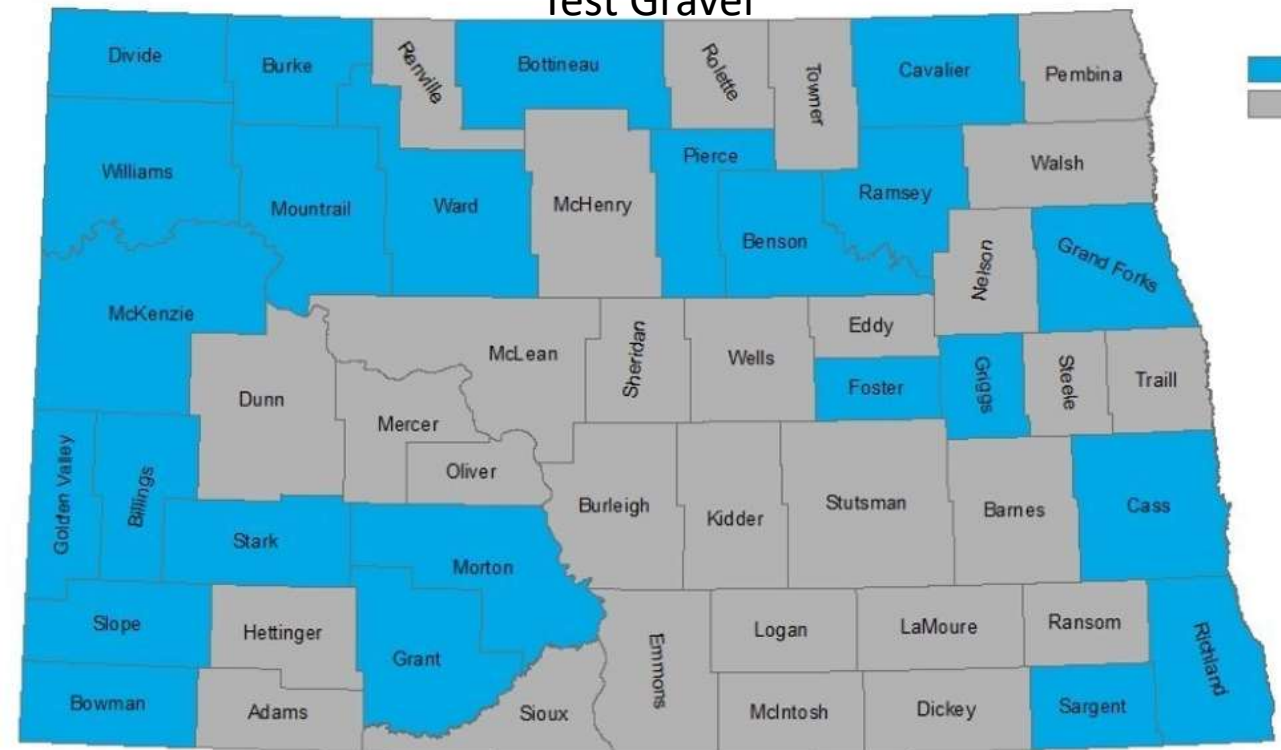 Test Gravel
Divide
Burke
Renville
Bottineau
Rolette
Towner
Cavalier
Pembina
Williams
Mountrail
Ward
McHenry
Pierce
Benson
Ramsey
Walsh
Nelson
Grand Forks
McKenzie
Dunn
McLean
Mercer
Oliver
Sheridan
Wells
Eddy
Foster
Griggs
Steele
Traill
Golden Valley
Billings
Stark
Morton
Burleigh
Kidder
Stutsman
Barnes
Cass
Slope
Hettinger
Grant
Bowman
Adams
Sioux
Emmons
Logan
LaMoure
Ransom
Richland
McIntosh
Dickey
Sargent